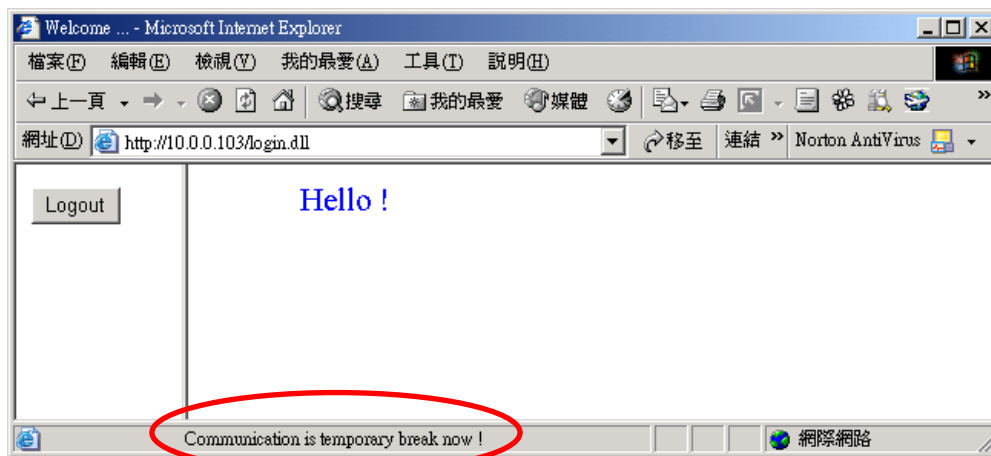 Welcome ... - Microsoft Internet Explorer
檔案(F) 編輯(E) 檢視(V) 我的最愛(A) 工具(T) 說明(H)
上一頁 搜尋 我的最愛 媒體 »
網址(D) http://10.0.0.103/login.dll 移至 連結 » Norton AntiVirus
Logout
Hello !
Communication is temporary break now ! 網際網路